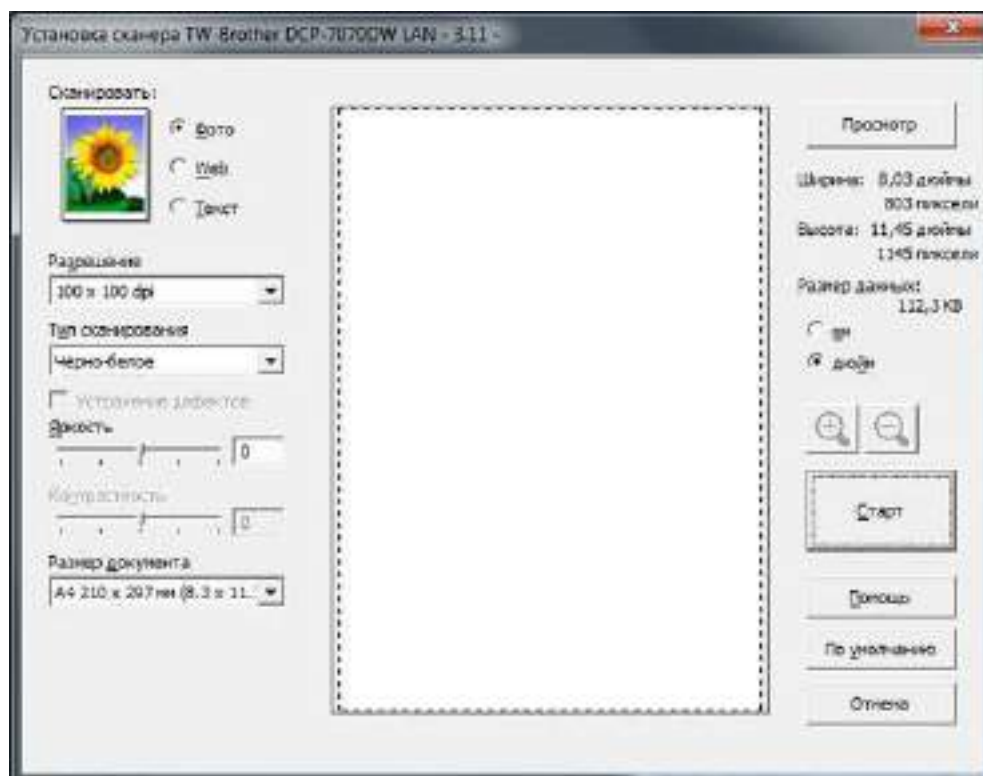 Установка сканера TW-Brother DCP-7070DW LAN - 3.11 -
Сканировать:
Фото
Web
Текст
Разрешение
100 x 100 dpi
Тип сканирования
Черно-белое
Устранение дефектов
Яркость
0
Контрастность
0
Размер документа
A4 210 x 297 мм (8.3 x 11.
Просмотр
Ширина: 8,03 дюймы
803 пиксели
Высота: 11,45 дюймы
1145 пиксели
Размер данных:
112,3 KB
мм
дюйм
Старт
Помощь
По умолчанию
Отмена